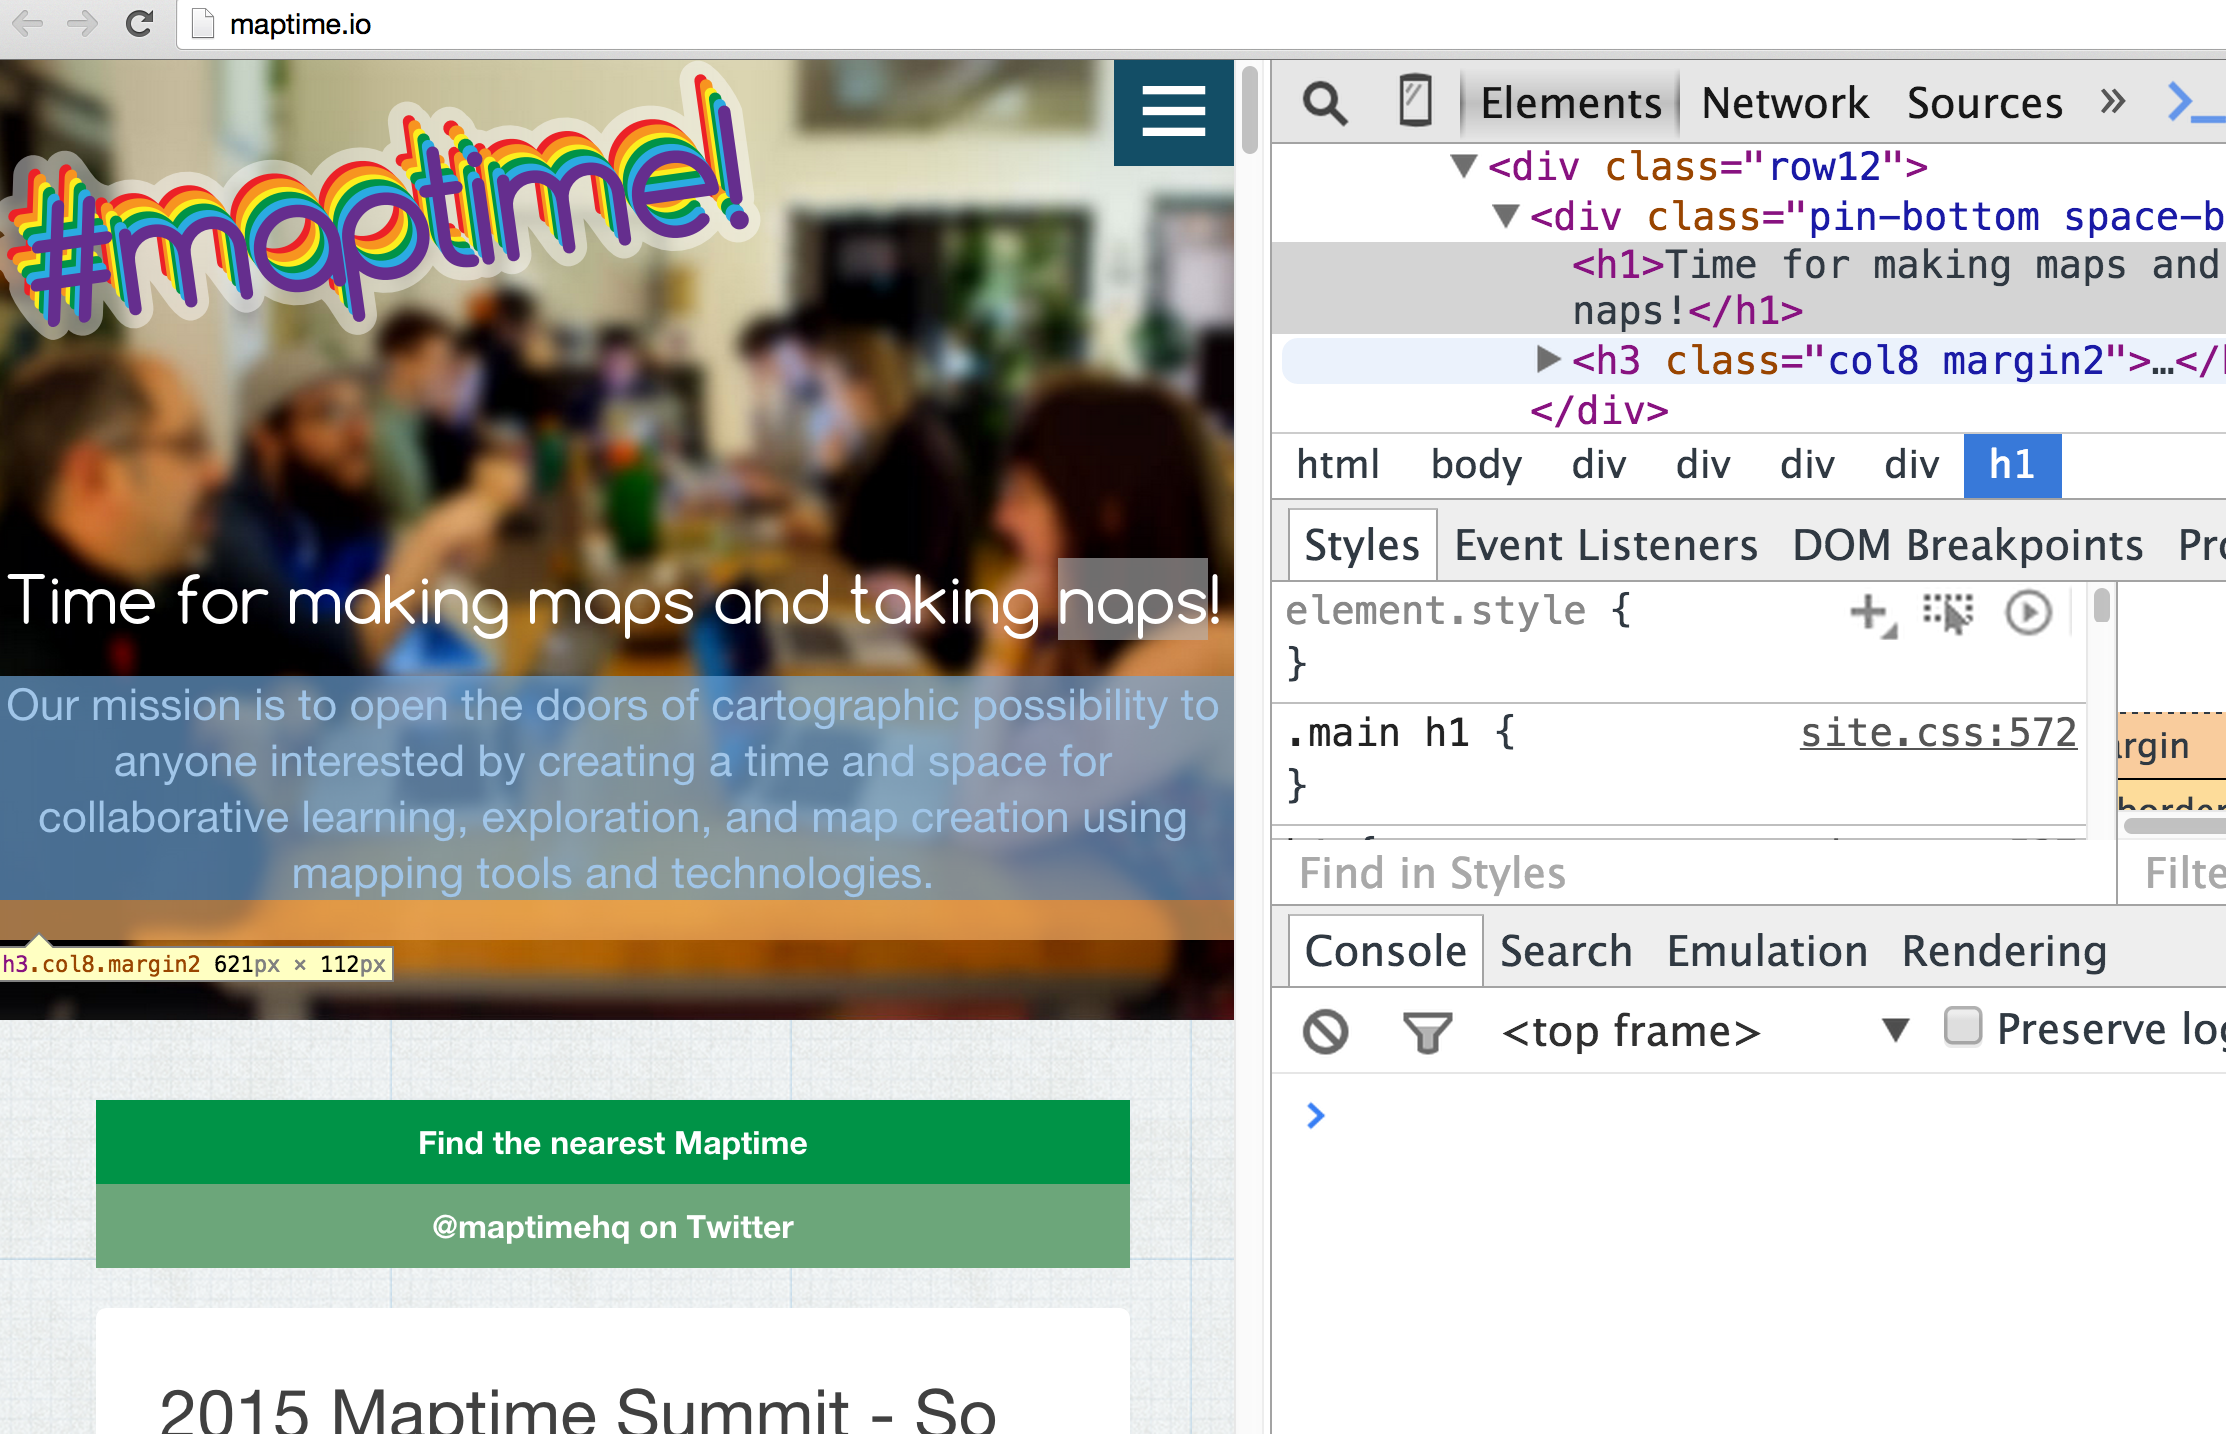 maptime.io
#maptime!
Time for making maps and taking naps!
Our mission is to open the doors of cartographic possibility to
anyone interested by creating a time and space for
collaborative learning, exploration, and map creation using
mapping tools and technologies.
h3.col8.margin2 621px × 112px
Find the nearest Maptime
@maptimehq on Twitter
2015 Maptime Summit - So
Elements Network Sources »
<div class="row12">
<div class="pin-bottom space-b
<h1>Time for making maps and
naps!</h1>
<h3 class="col8 margin2">…</
</div>
html body div div div div h1
Styles Event Listeners DOM Breakpoints Pro
element.style {
}
.main h1 { site.css:572
}
rgin
border
Find in Styles
Filte
Console Search Emulation Rendering
<top frame> Preserve log